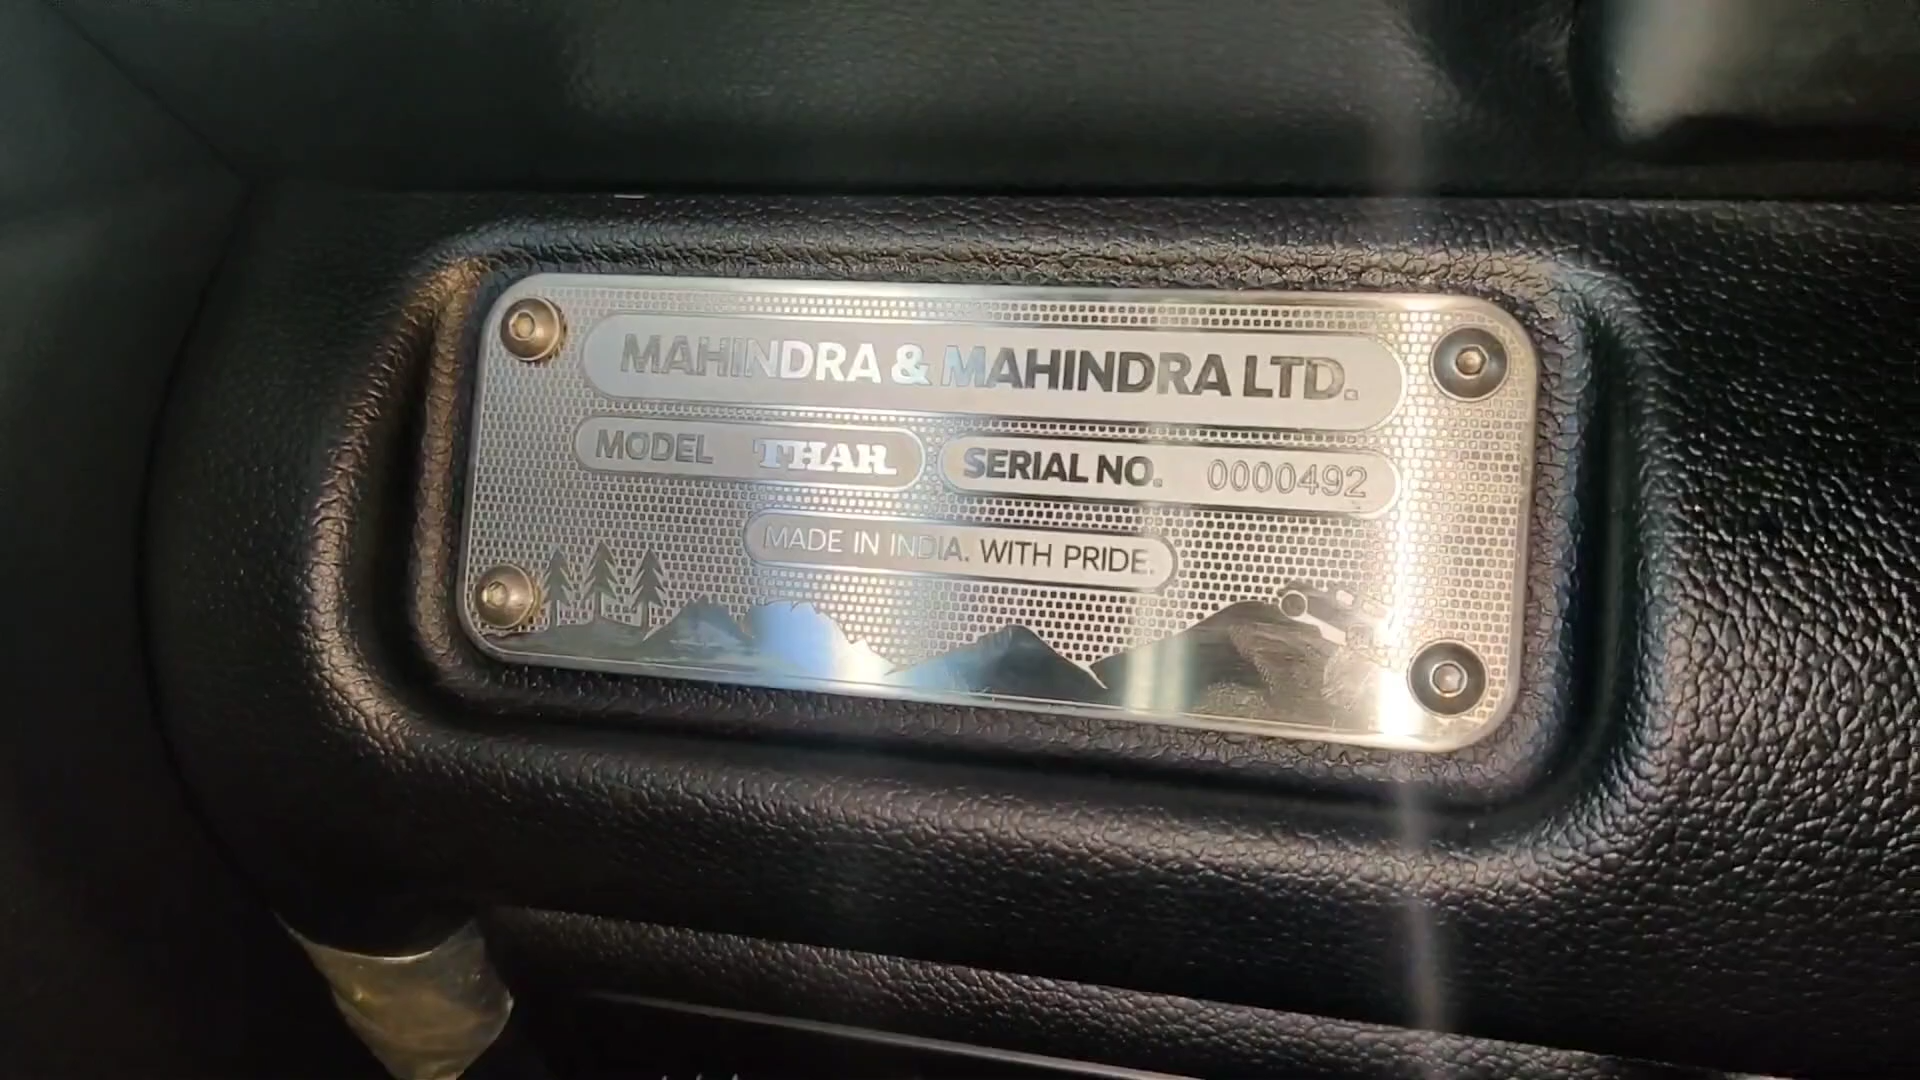 MAHINDRA & MAHINDRA LTD.
MODEL THAR SERIAL NO. 0000492
MADE IN INDIA. WITH PRIDE.